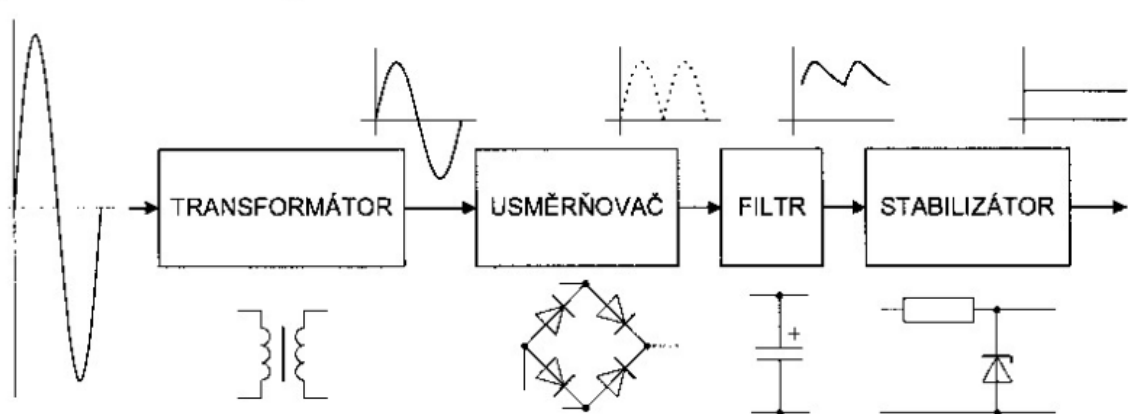 TRANSFORMÁTOR
USMĚRŇOVAČ
FILTR
STABILIZÁTOR
+